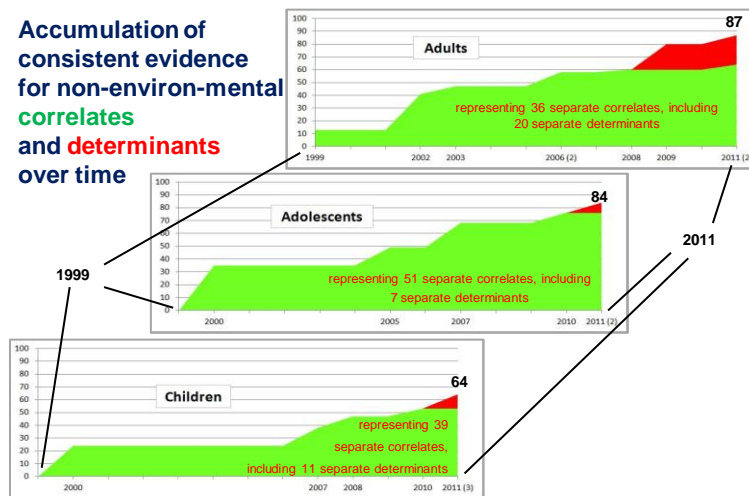 Accumulation of
consistent evidence
for non-environ-mental
correlates
and determinants
over time
87
Adults
100
90
80
70
60
50
40
30
20
10
0
representing 36 separate correlates, including
20 separate determinants
1999 2002 2003 2006 (2) 2008 2009 2011 (2
84
Adolescents
100
90
80
70
60
50
40
30
20
10
0
representing 51 separate correlates, including
7 separate determinants
2000 2005 2007 2010 2011 (2)
1999
2011
64
Children
100
90
80
70
60
50
40
30
20
10
0
representing 39
separate correlates,
including 11 separate determinants
2000 2007 2008 2010 2011 (3)